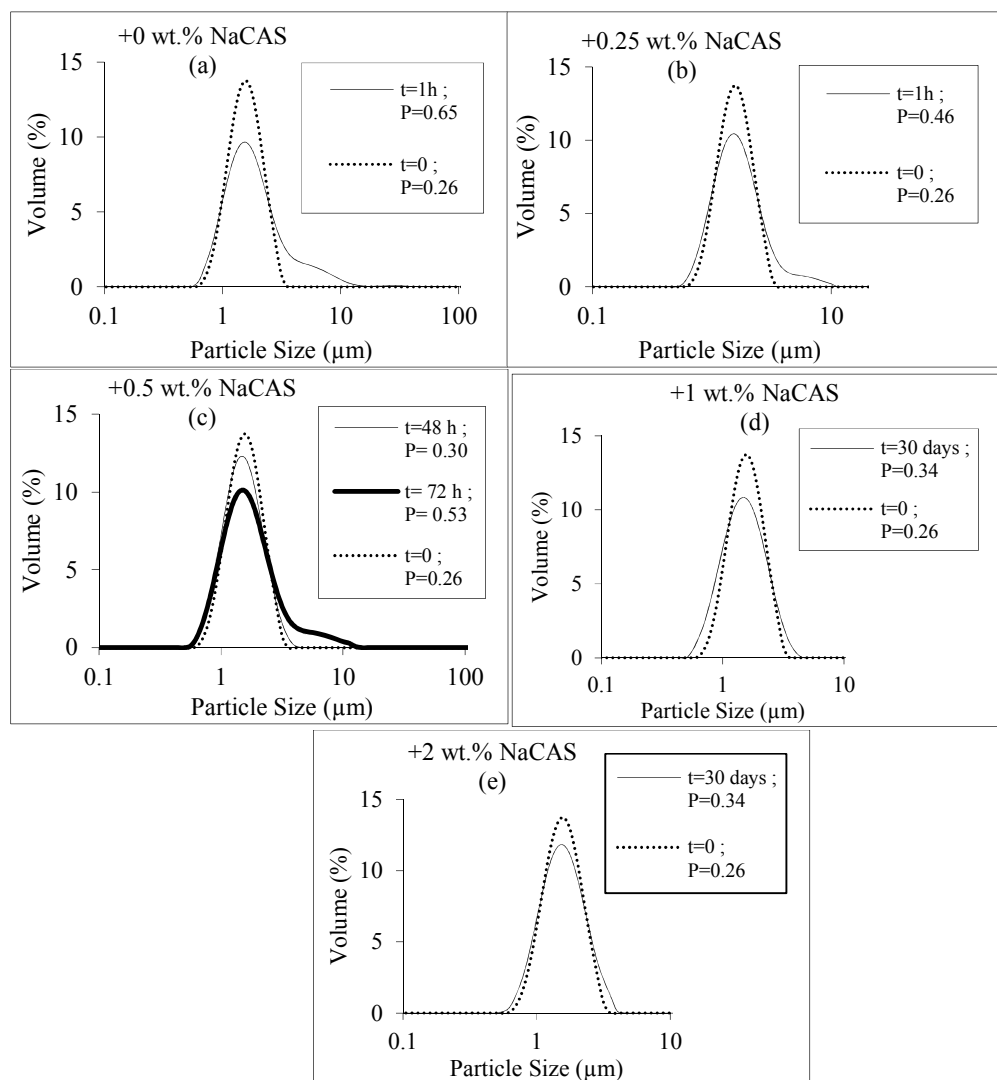 +0 wt.% NaCAS
(a)
15
10
5
0
Volume (%)
t=1h ;
P=0.65
t=0 ;
P=0.26
0.1 1 10 100
Particle Size (µm)
+0.25 wt.% NaCAS
(b)
15
10
5
0
Volume (%)
t=1h ;
P=0.46
t=0 ;
P=0.26
0.1 10
Particle Size (µm)
+0.5 wt.% NaCAS
(c)
15
10
5
0
Volume (%)
t=48 h ;
P= 0.30
t= 72 h ;
P= 0.53
t=0 ;
P=0.26
0.1 1 10 100
Particle Size (µm)
+1 wt.% NaCAS
(d)
15
10
5
0
Volume (%)
t=30 days ;
P=0.34
t=0 ;
P=0.26
0.1 1 10
Particle Size (µm)
+2 wt.% NaCAS
(e)
15
10
5
0
Volume (%)
t=30 days ;
P=0.34
t=0 ;
P=0.26
0.1 1 10
Particle Size (µm)